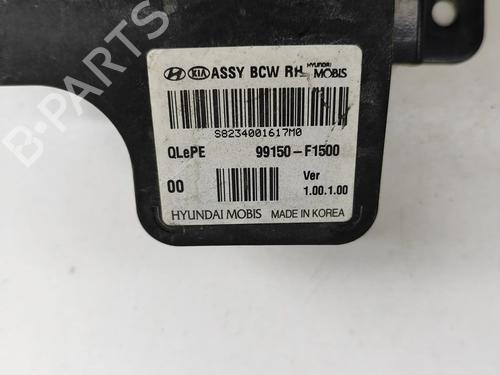 KIA ASSY BCW RH HYUNDAI MOBIS
S8234001617M0
QLePE 99150-F1500
00 Ver
1.00.1.00
HYUNDAI MOBIS MADE IN KOREA
B-PARTS